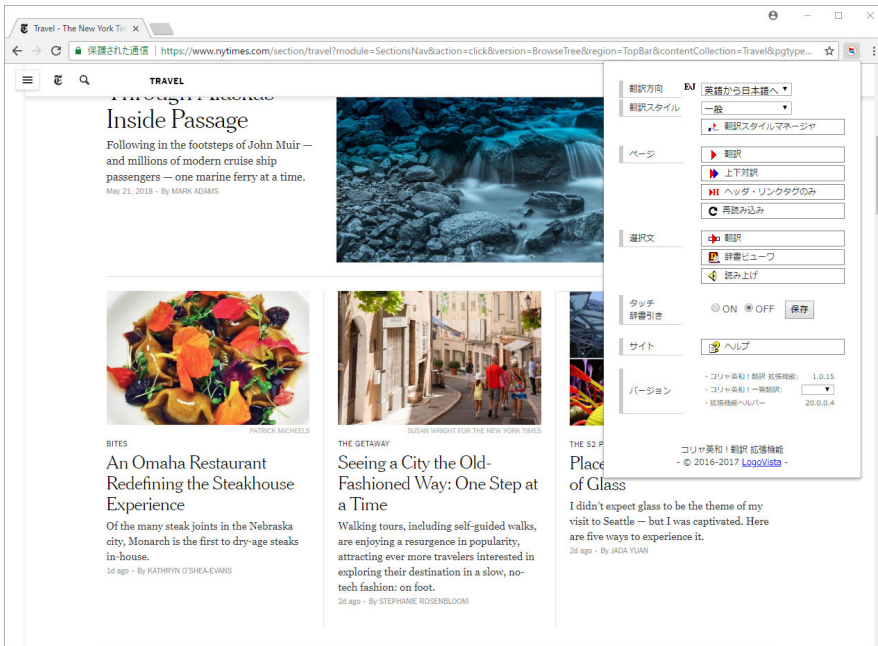 Travel - The New York Tim
保護された通信 | https://www.nytimes.com/section/travel?module=SectionsNav&action=click&version=BrowseTree&region=TopBar&contentCollection=Travel&pgtype...
TRAVEL
Through Alaskas
Inside Passage
Following in the footsteps of John Muir —
and millions of modern cruise ship
passengers — one marine ferry at a time.
May 21, 2018 - By MARK ADAMS
PATRICK MICHEELS
BITES
An Omaha Restaurant
Redefining the Steakhouse
Experience
Of the many steak joints in the Nebraska
city, Monarch is the first to dry-age steaks
in-house.
1d ago - By KATHRYN O'SHEA-EVANS
SUSAN WRIGHT FOR THE NEW YORK TIMES
THE GETAWAY
Seeing a City the Old-
Fashioned Way: One Step at
a Time
Walking tours, including self-guided walks,
are enjoying a resurgence in popularity,
attracting ever more travelers interested in
exploring their destination in a slow, no-
tech fashion: on foot.
2d ago - By STEPHANIE ROSENBLOOM
THE 52 P
Place
of Glass
I didn't expect glass to be the theme of my
visit to Seattle — but I was captivated. Here
are five ways to experience it.
2d ago - By JADA YUAN
翻訳方向 EJ 英語から日本語へ
翻訳スタイル 一般
翻訳スタイルマネージャ
ページ 翻訳
上下対訳
ヘッダ・リンクタグのみ
再読み込み
選択文 翻訳
辞書ビューワ
読み上げ
タッチ
辞書引き ON OFF 保存
サイト ヘルプ
バージョン
・コリャ英和！翻訳 拡張機能: 1.0.15
・コリャ英和！一発翻訳:
・拡張機能ヘルパー 20.0.0.4
コリャ英和！翻訳 拡張機能
- © 2016-2017 LogoVista -